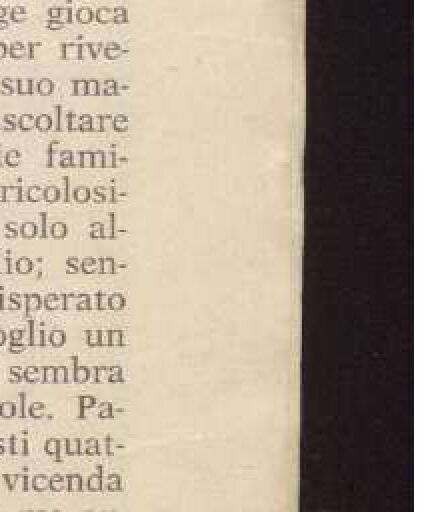 ge gioca
per rive-
suo ma-
scoltare
le fami-
ricolosi-
solo al-
io; sen-
isperato
oglio un
sembra
ole. Pa-
sti quat-
vicenda